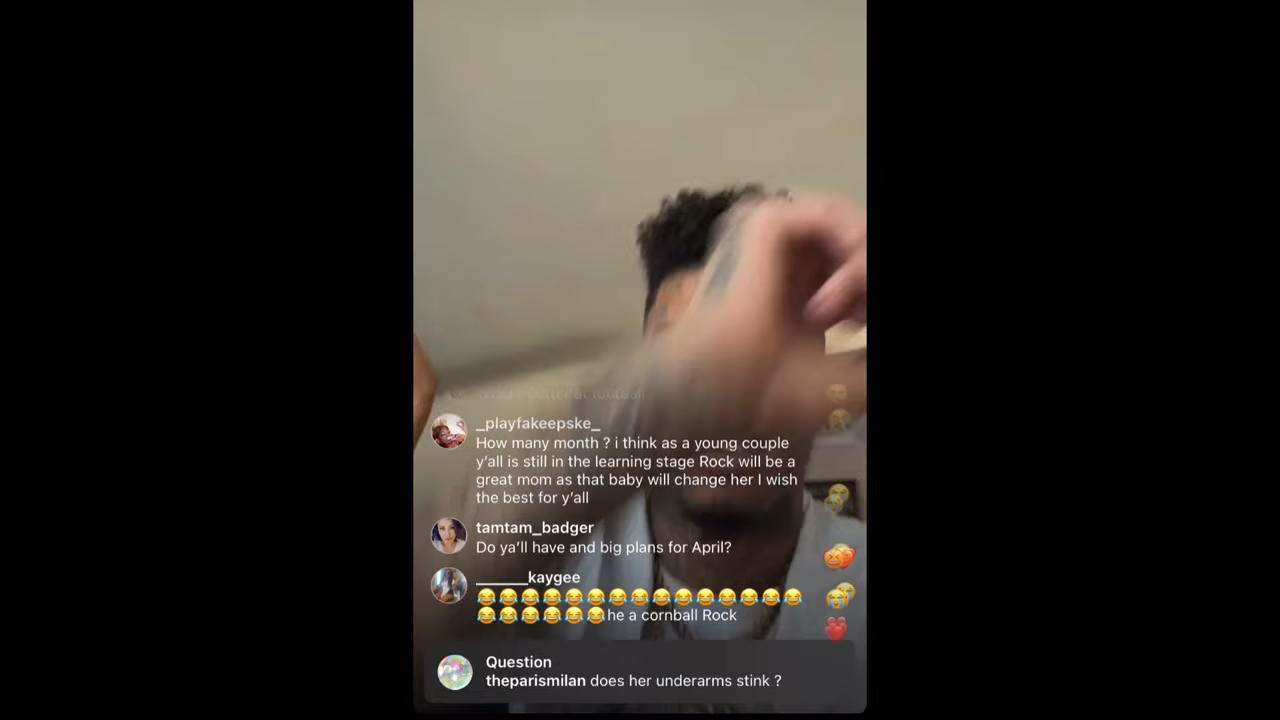 _playfakeepske_
How many month ? i think as a young couple
y'all is still in the learning stage Rock will be a
great mom as that baby will change her I wish
the best for y'all
tamtam_badger
Do ya'll have and big plans for April?
______kaygee
😂😂😂😂😂😂😂😂😂😂😂😂😂😂😂
😂😂😂😂😂😂he a cornball Rock
Question
theparismilan does her underarms stink ?